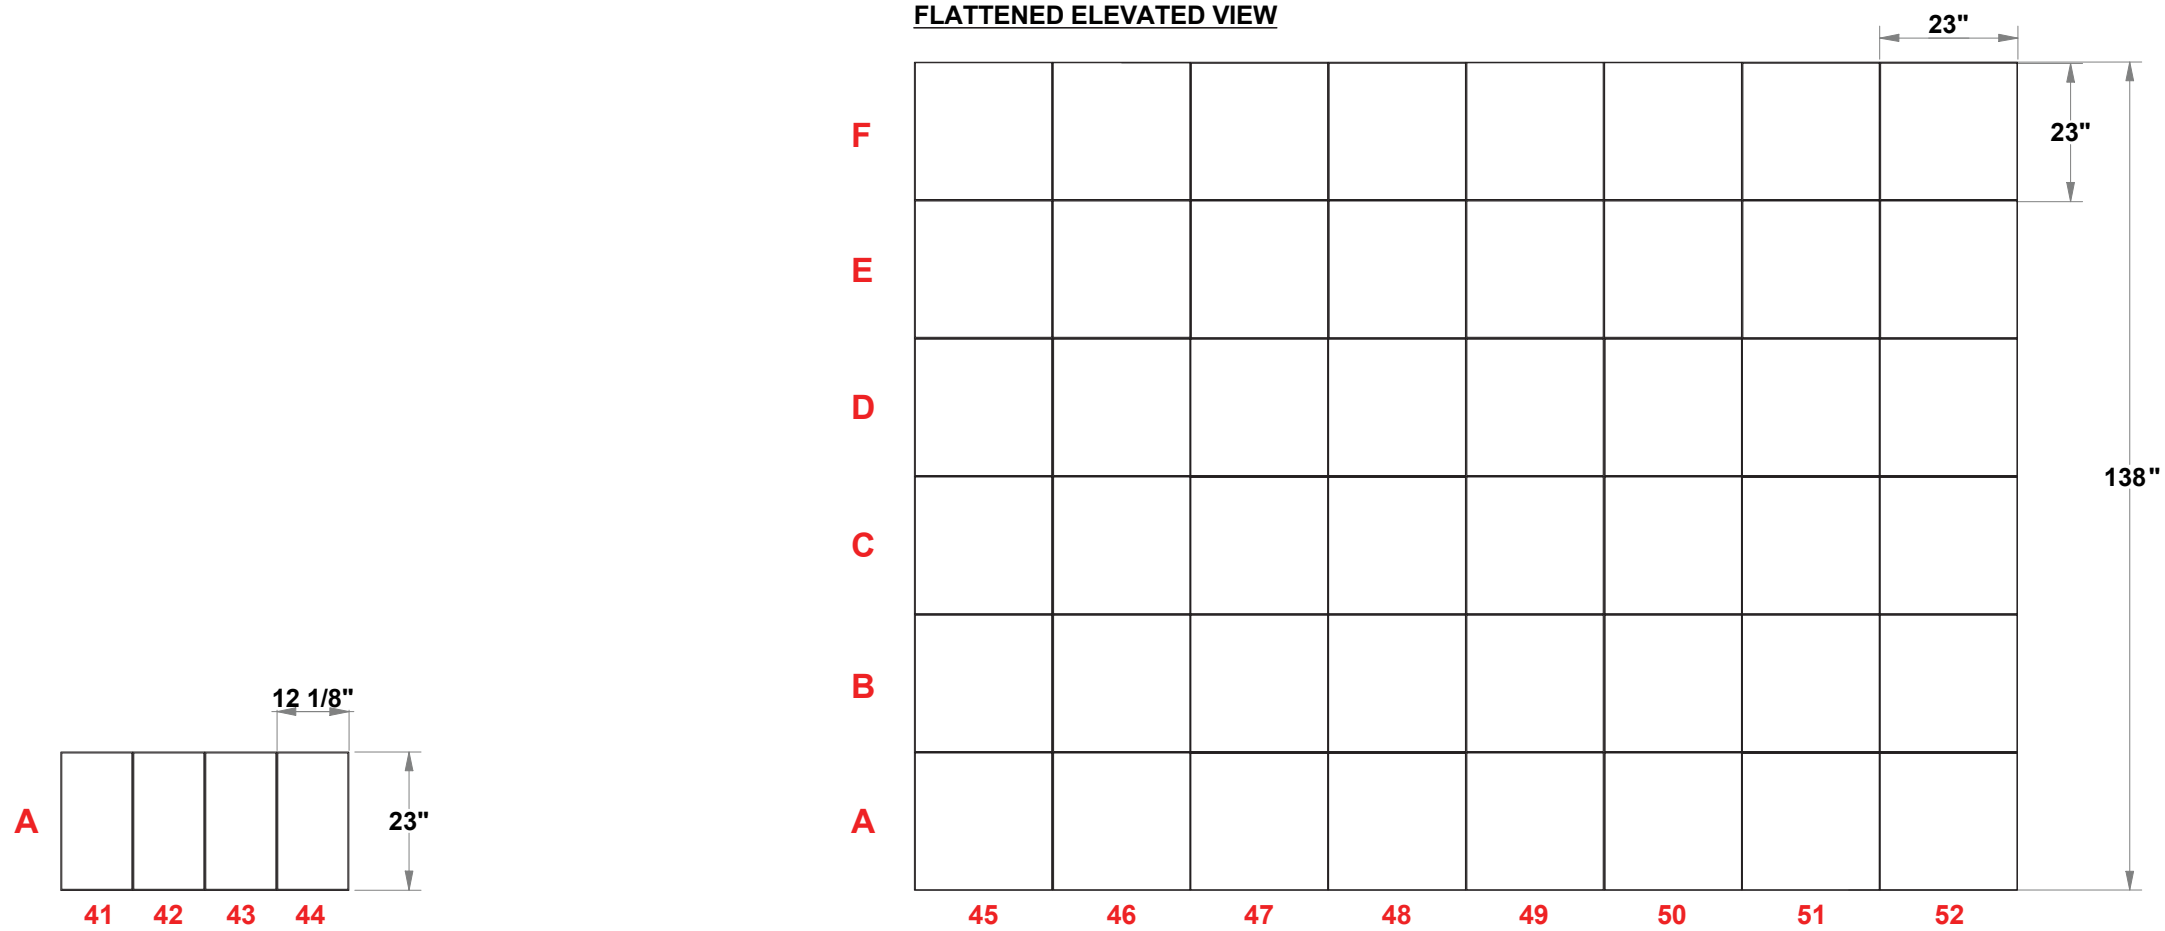 FLATTENED ELEVATED VIEW
23"
F
23"
E
D
138"
C
B
12 1/8"
A
23"
A
41 42 43 44
45 46 47 48 49 50 51 52